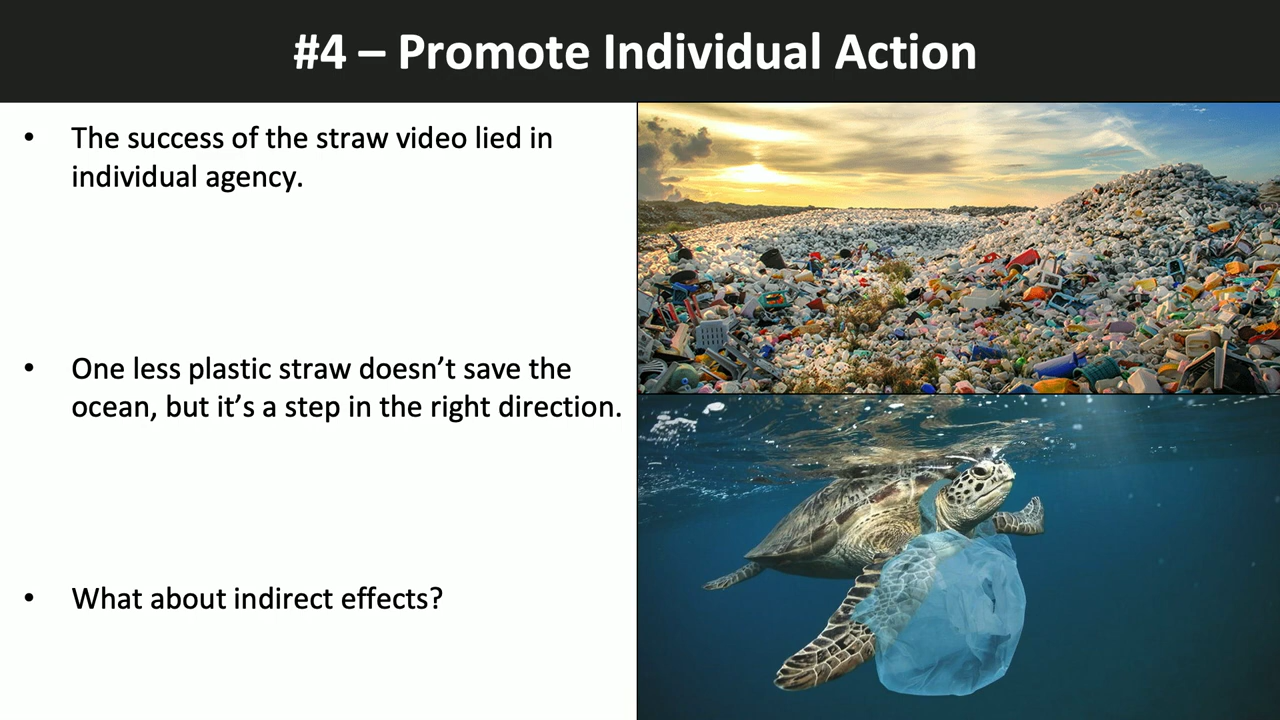 #4 – Promote Individual Action
• The success of the straw video lied in
individual agency.
• One less plastic straw doesn’t save the
ocean, but it’s a step in the right direction.
• What about indirect effects?